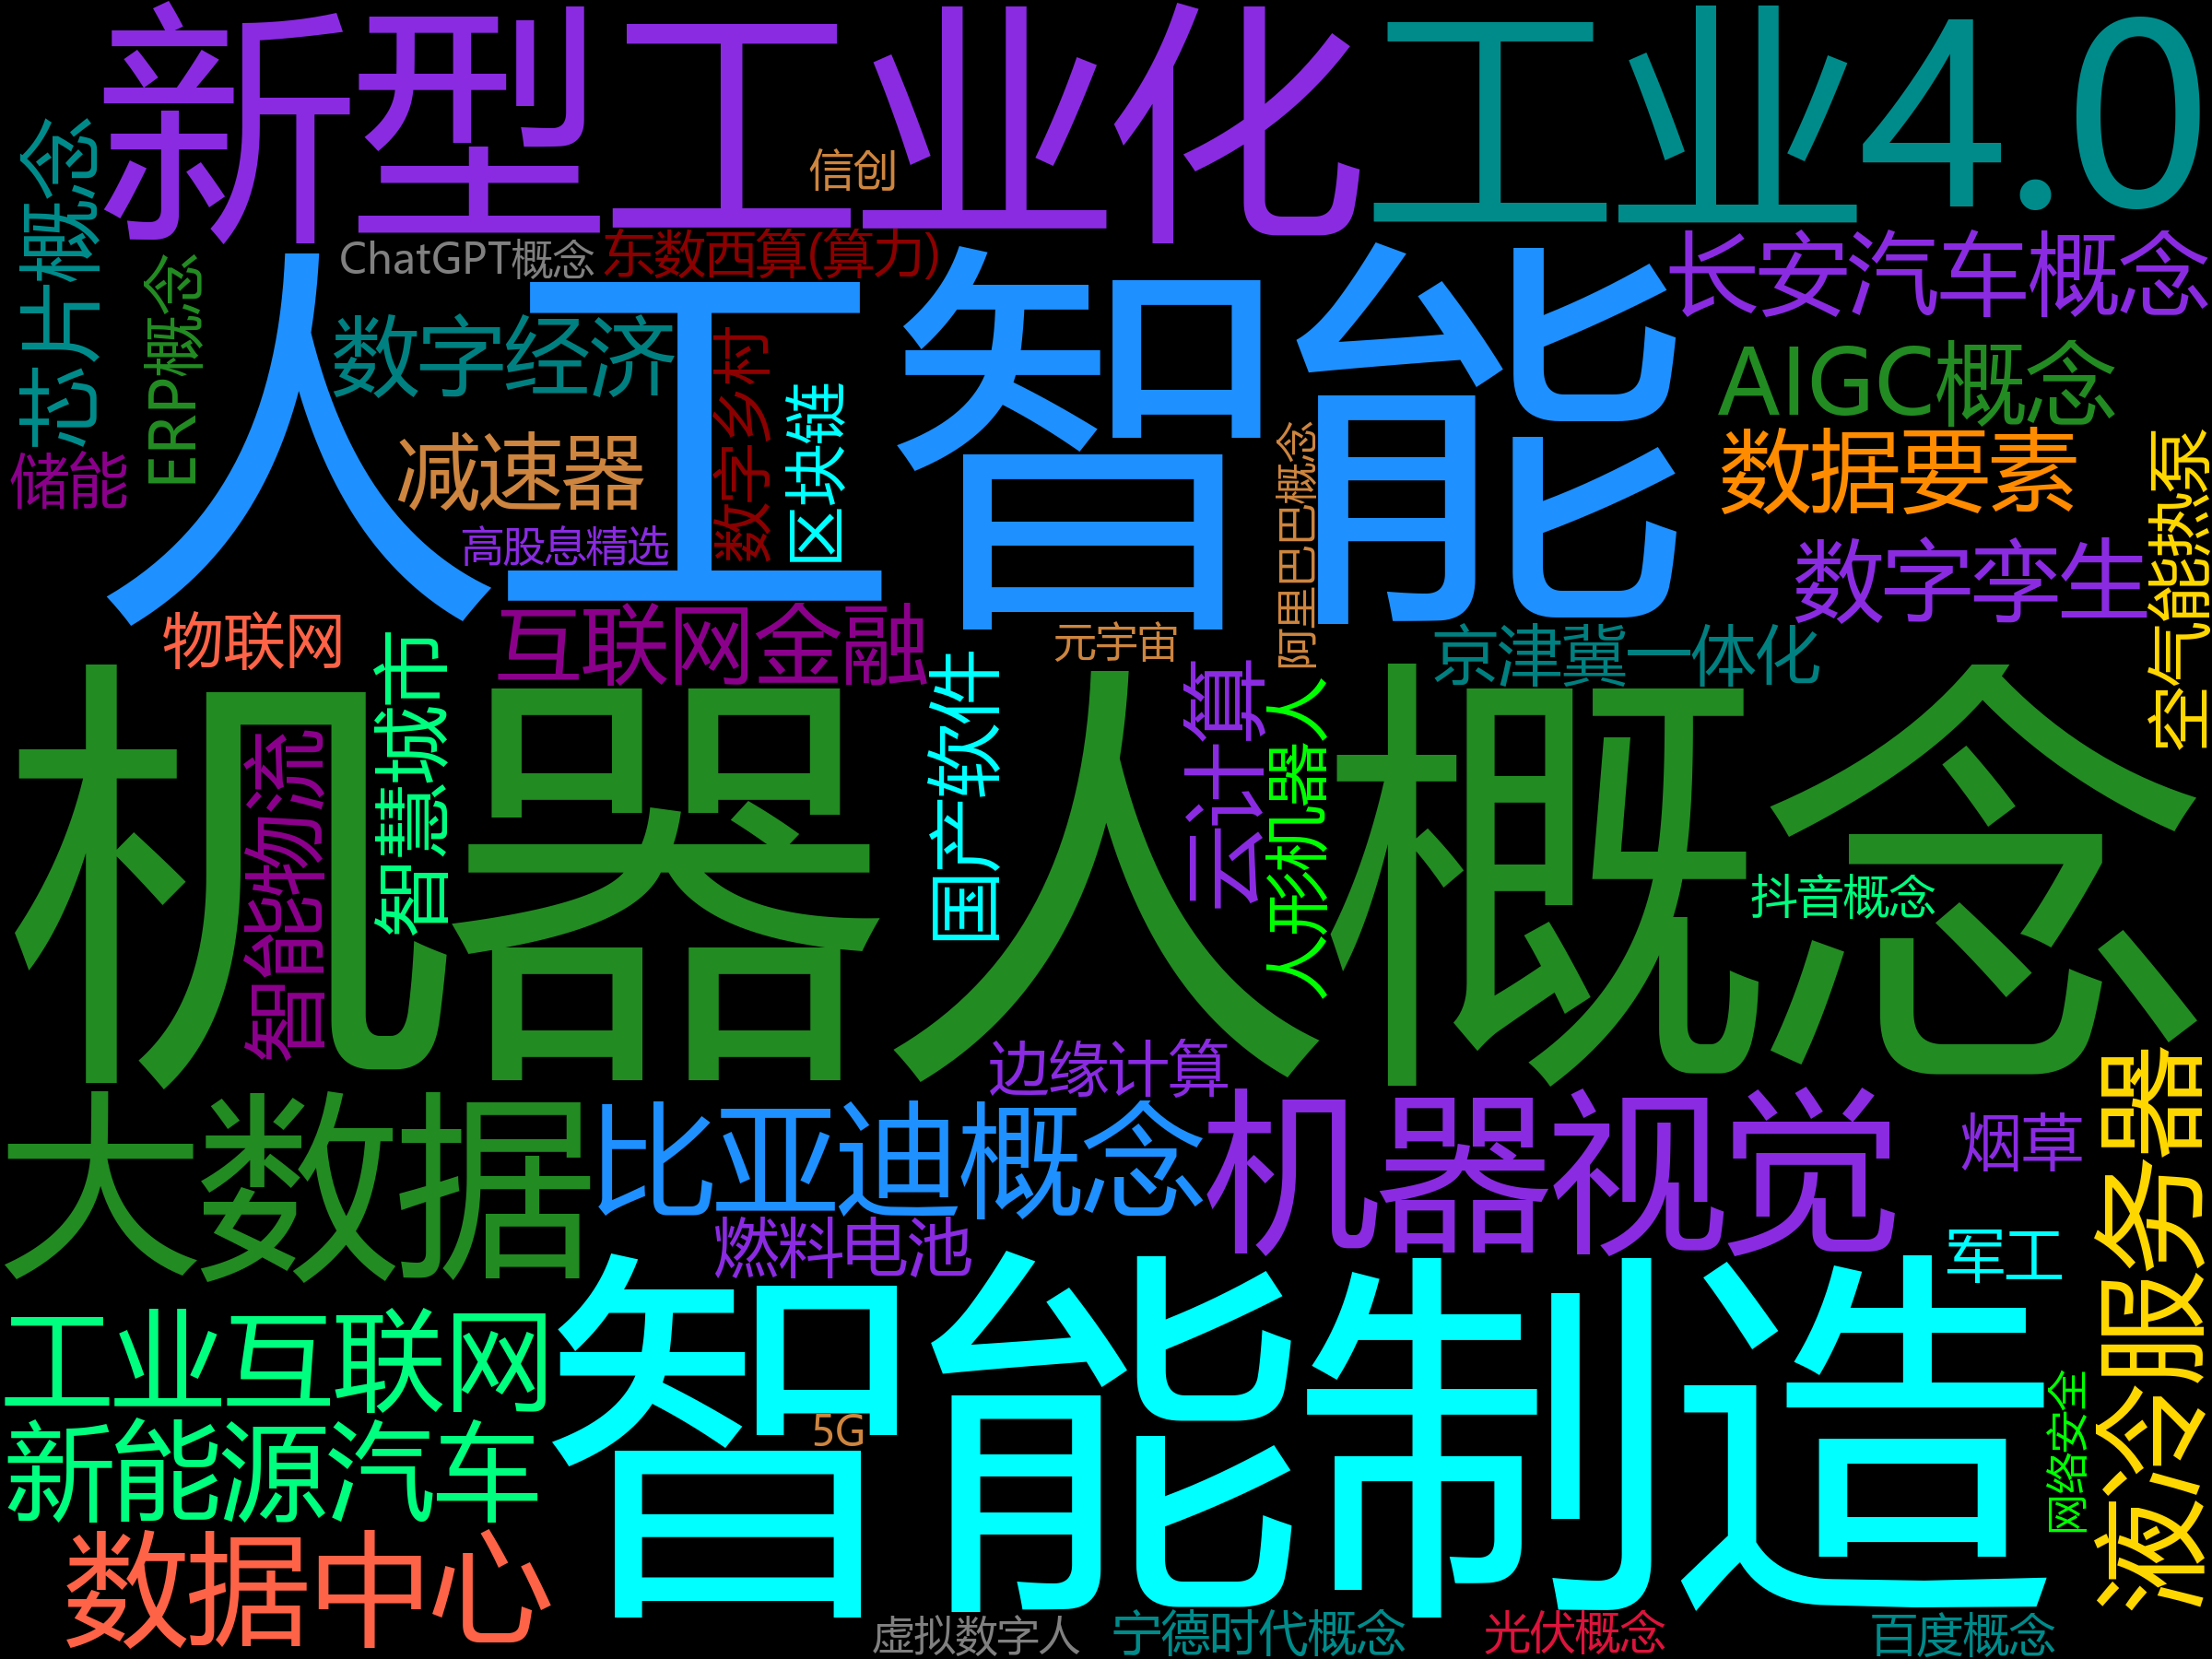 新型工业化
工业4.0
信创
芯片概念
ERP概念
ChatGPT概念
东数西算(算力)
长安汽车概念
人工智能
数字经济
AIGC概念
减速器
数字乡村
区块链
阿里巴巴概念
数据要素
储能
高股息精选
空气能热泵
数字孪生
物联网
互联网金融
元宇宙
京津冀一体化
智慧城市
国产软件
云计算
人形机器人
智能物流
机器人概念
抖音概念
边缘计算
大数据
比亚迪概念
机器视觉
烟草
液冷服务器
燃料电池
军工
工业互联网
智能制造
5G
网络安全
新能源汽车
数据中心
虚拟数字人
宁德时代概念
光伏概念
百度概念